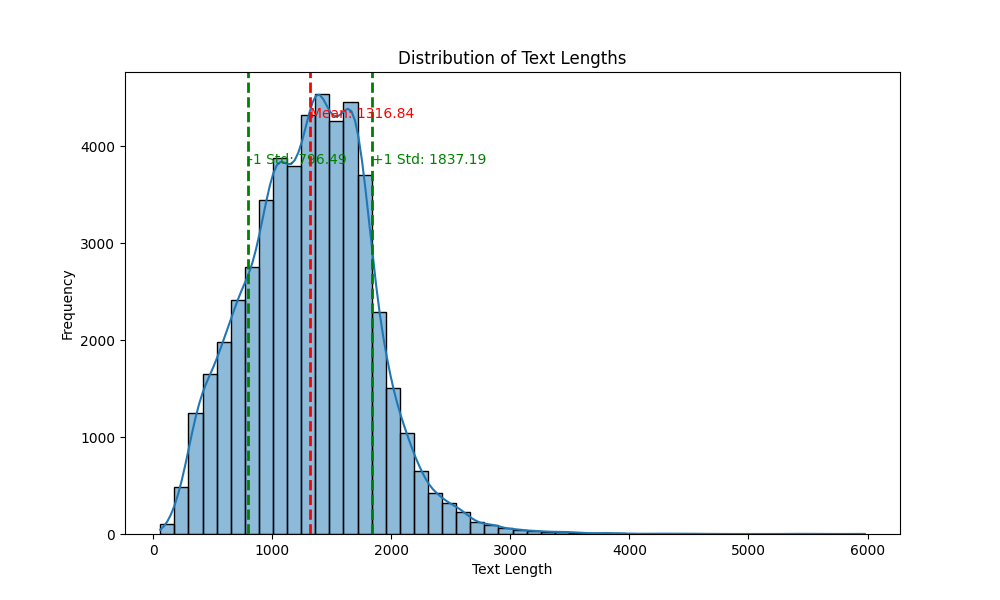 Distribution of Text Lengths
Mean: 1316.84
-1 Std: 796.49
+1 Std: 1837.19
Frequency
4000
3000
2000
1000
0
0 1000 2000 3000 4000 5000 6000
Text Length